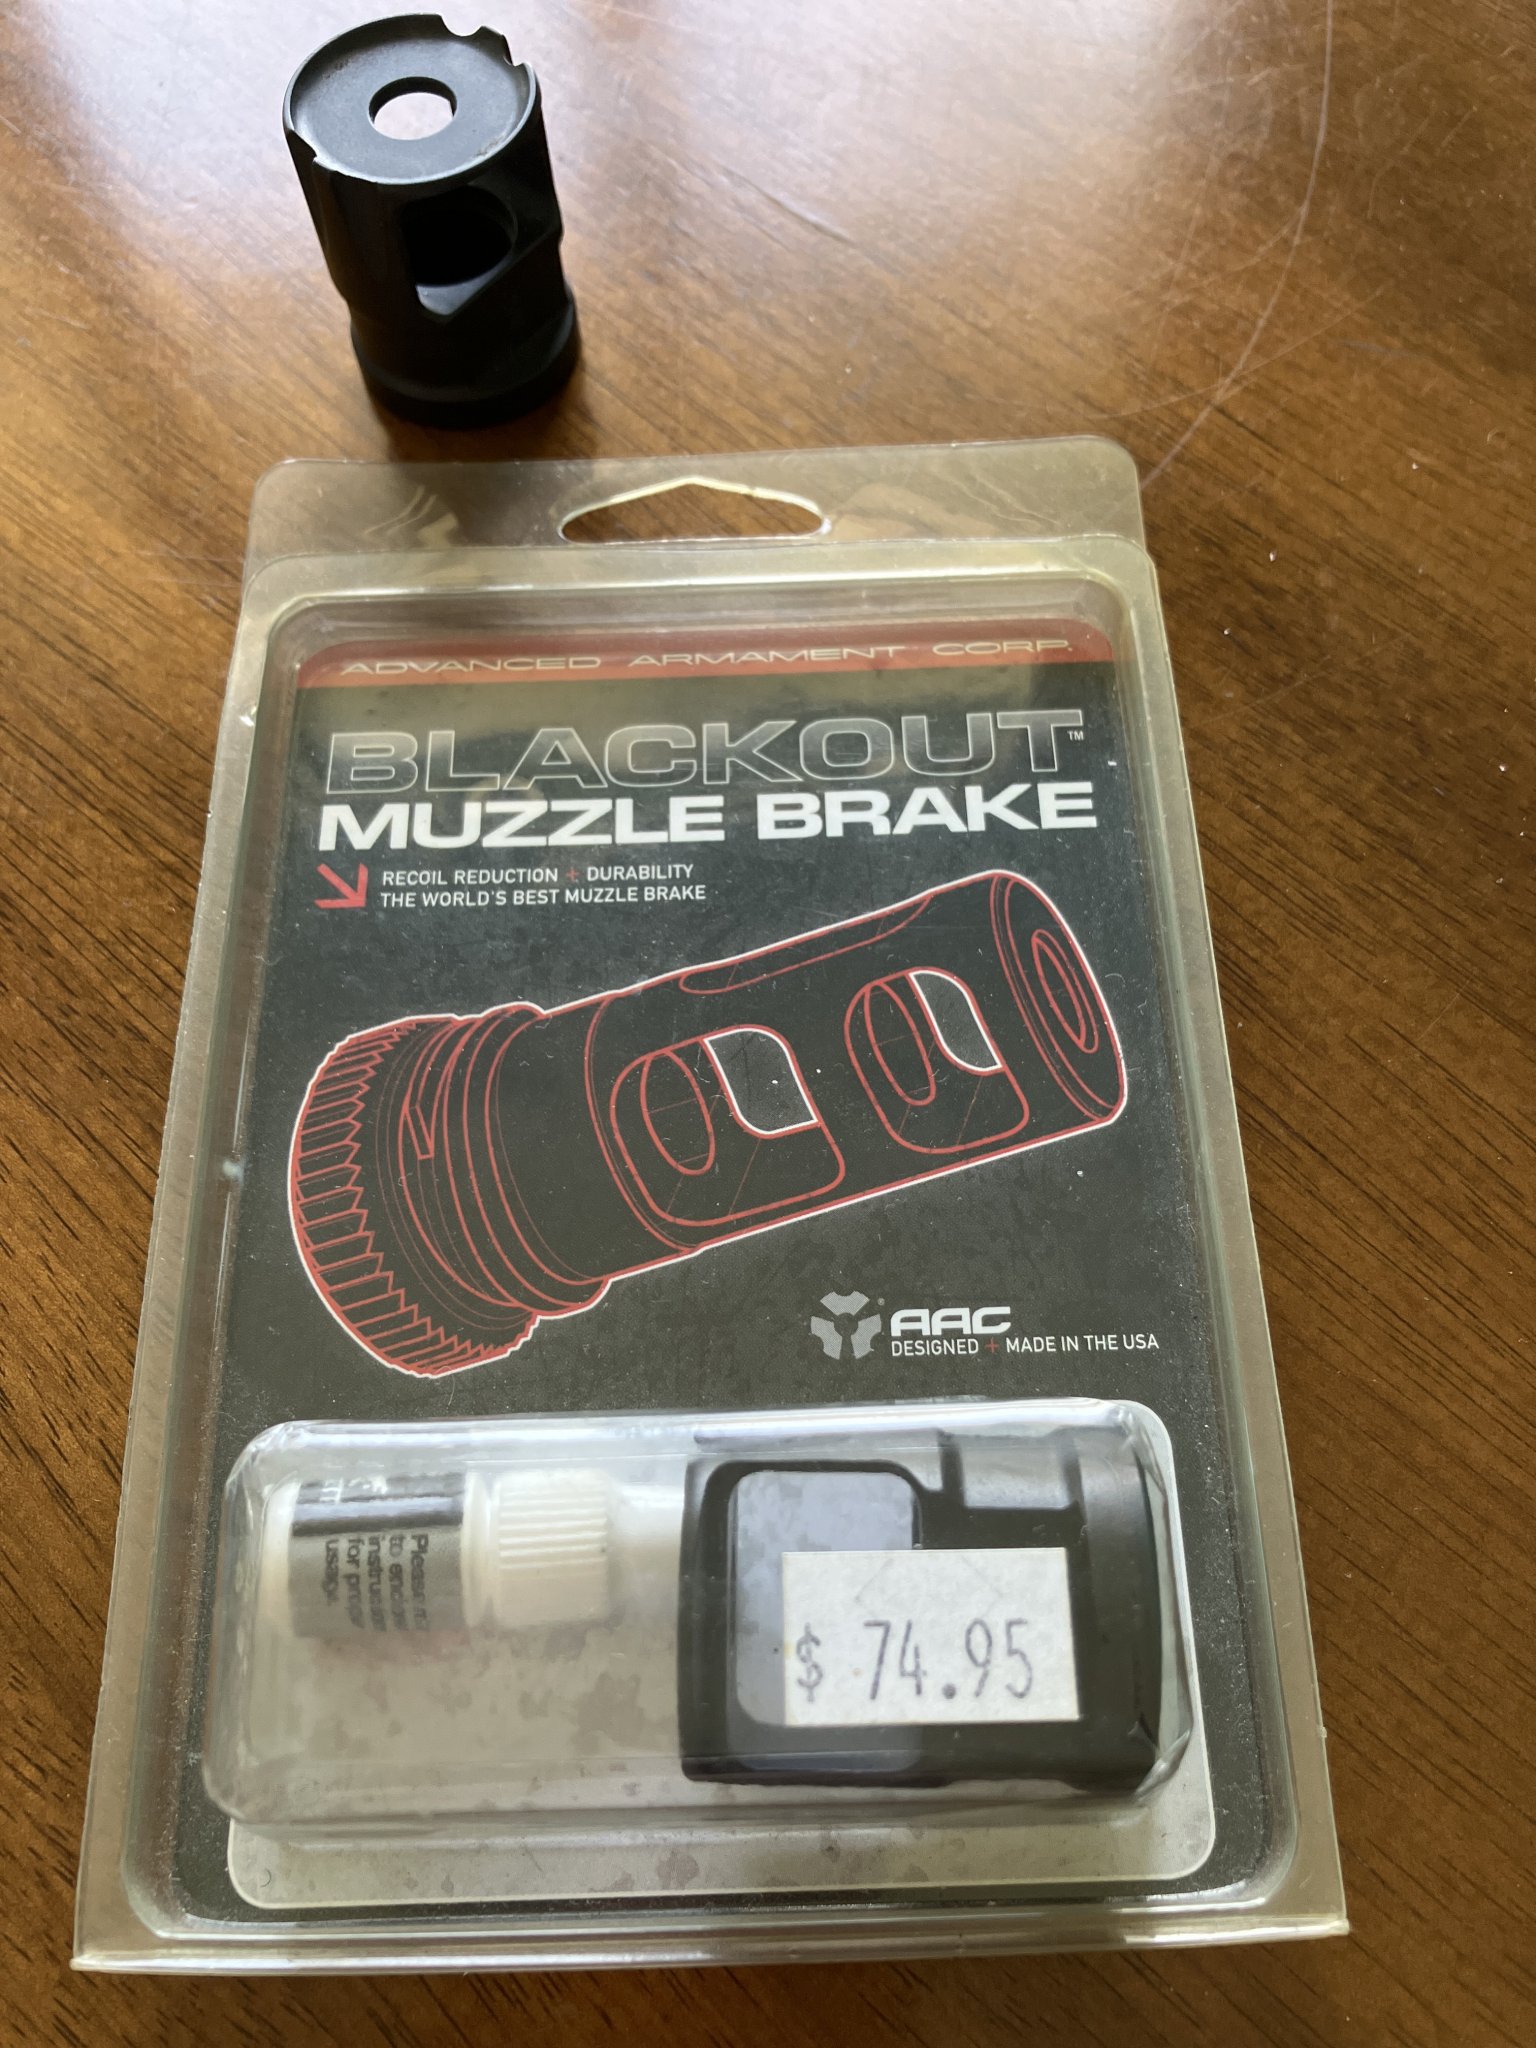 ADVANCED ARMAMENT CORP.
BLACKOUT™
MUZZLE BRAKE
RECOIL REDUCTION + DURABILITY
THE WORLD'S BEST MUZZLE BRAKE
AAC
DESIGNED + MADE IN THE USA
Please
to
for
usage.
$ 74.95